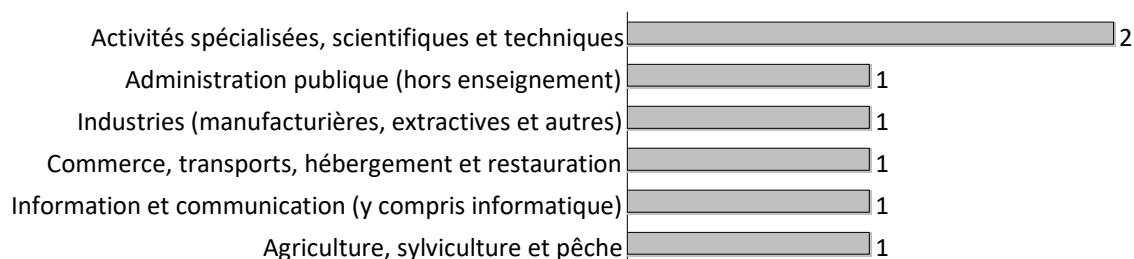 Activités spécialisées, scientifiques et techniques 2
Administration publique (hors enseignement) 1
Industries (manufacturières, extractives et autres) 1
Commerce, transports, hébergement et restauration 1
Information et communication (y compris informatique) 1
Agriculture, sylviculture et pêche 1